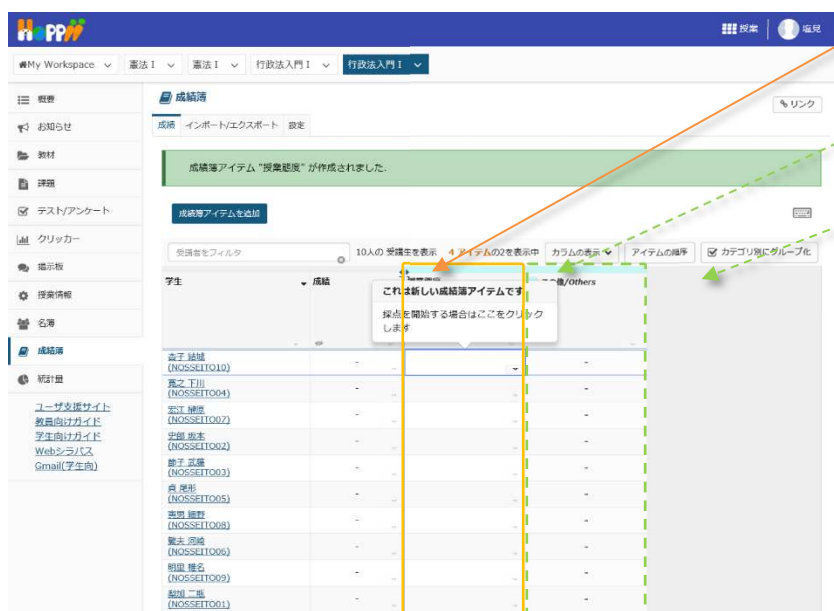 HoPPii
授業
塩見
My Workspace
憲法 I
憲法 I
行政法入門 I
行政法入門 I
概要
お知らせ
教材
課題
テスト/アンケート
クリッカー
掲示板
授業情報
名簿
成績簿
統計量
ユーザ支援サイト
教員向けガイド
学生向けガイド
Webシラバス
Gmail(学生向)
成績簿
リンク
成績 インポート/エクスポート 設定
成績簿アイテム "授業態度" が作成されました.
成績簿アイテムを追加
受講者をフィルタ
10人の 受講生を表示 4 アイテムの2を表示中
カラムの表示
アイテムの順序
カテゴリ別にグループ化
学生
成績
/Others
これは新しい成績簿アイテムです
採点を開始する場合はここをクリック
します
杏子 結城
(NOSSEITO10)
- -
寛之 下川
(NOSSEITO04)
- -
宏江 榊原
(NOSSEITO07)
- -
史郎 坂本
(NOSSEITO02)
- -
節子 武藤
(NOSSEITO03)
- -
貞 尾形
(NOSSEITO05)
- -
細野
(NOSSEITO08)
- -
河崎
(NOSSEITO06)
- -
明里 椎名
(NOSSEITO09)
- -
梨加 二瓶
(NOSSEITO01)
- -